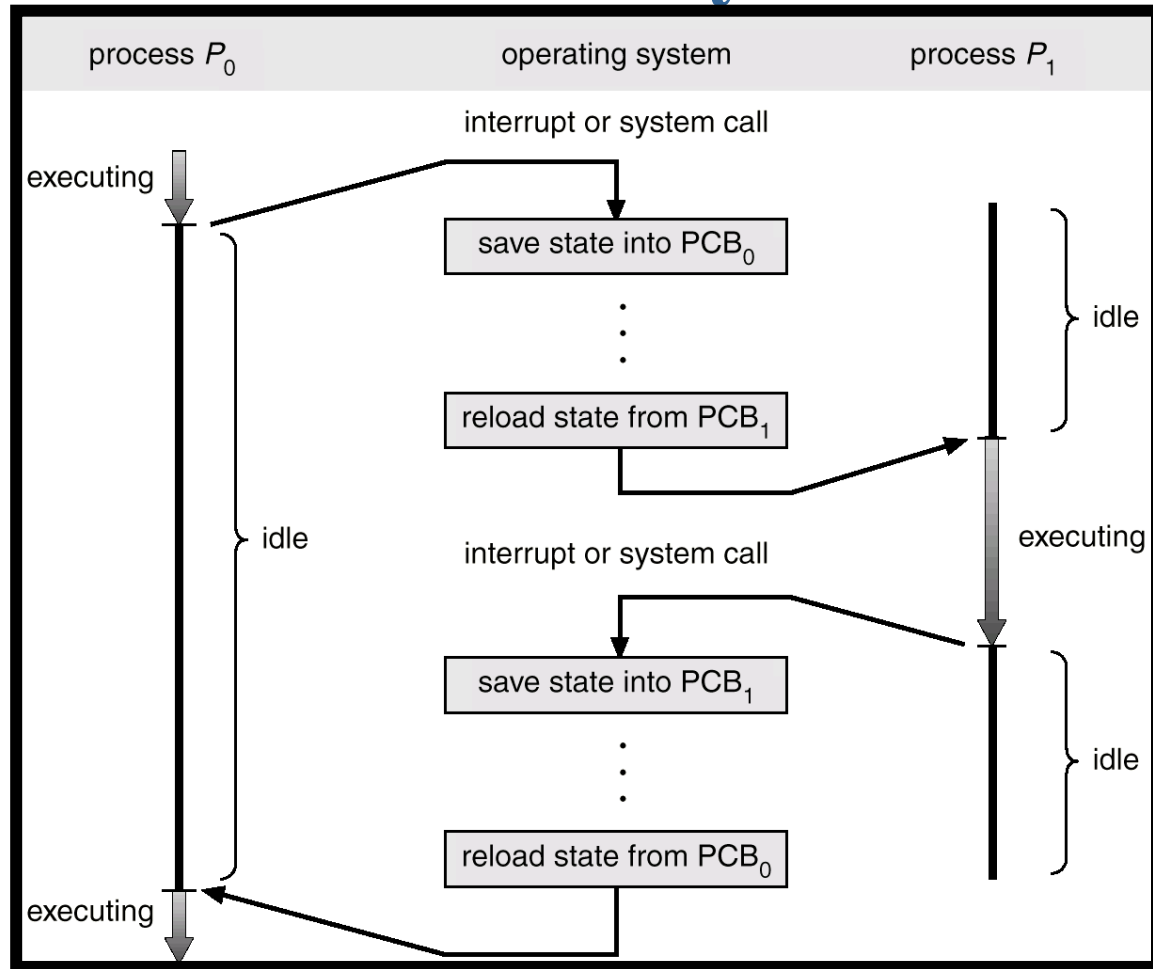 process P0
operating system
process P1
interrupt or system call
executing
save state into PCB0
idle
reload state from PCB1
idle
interrupt or system call
executing
save state into PCB1
idle
reload state from PCB0
executing